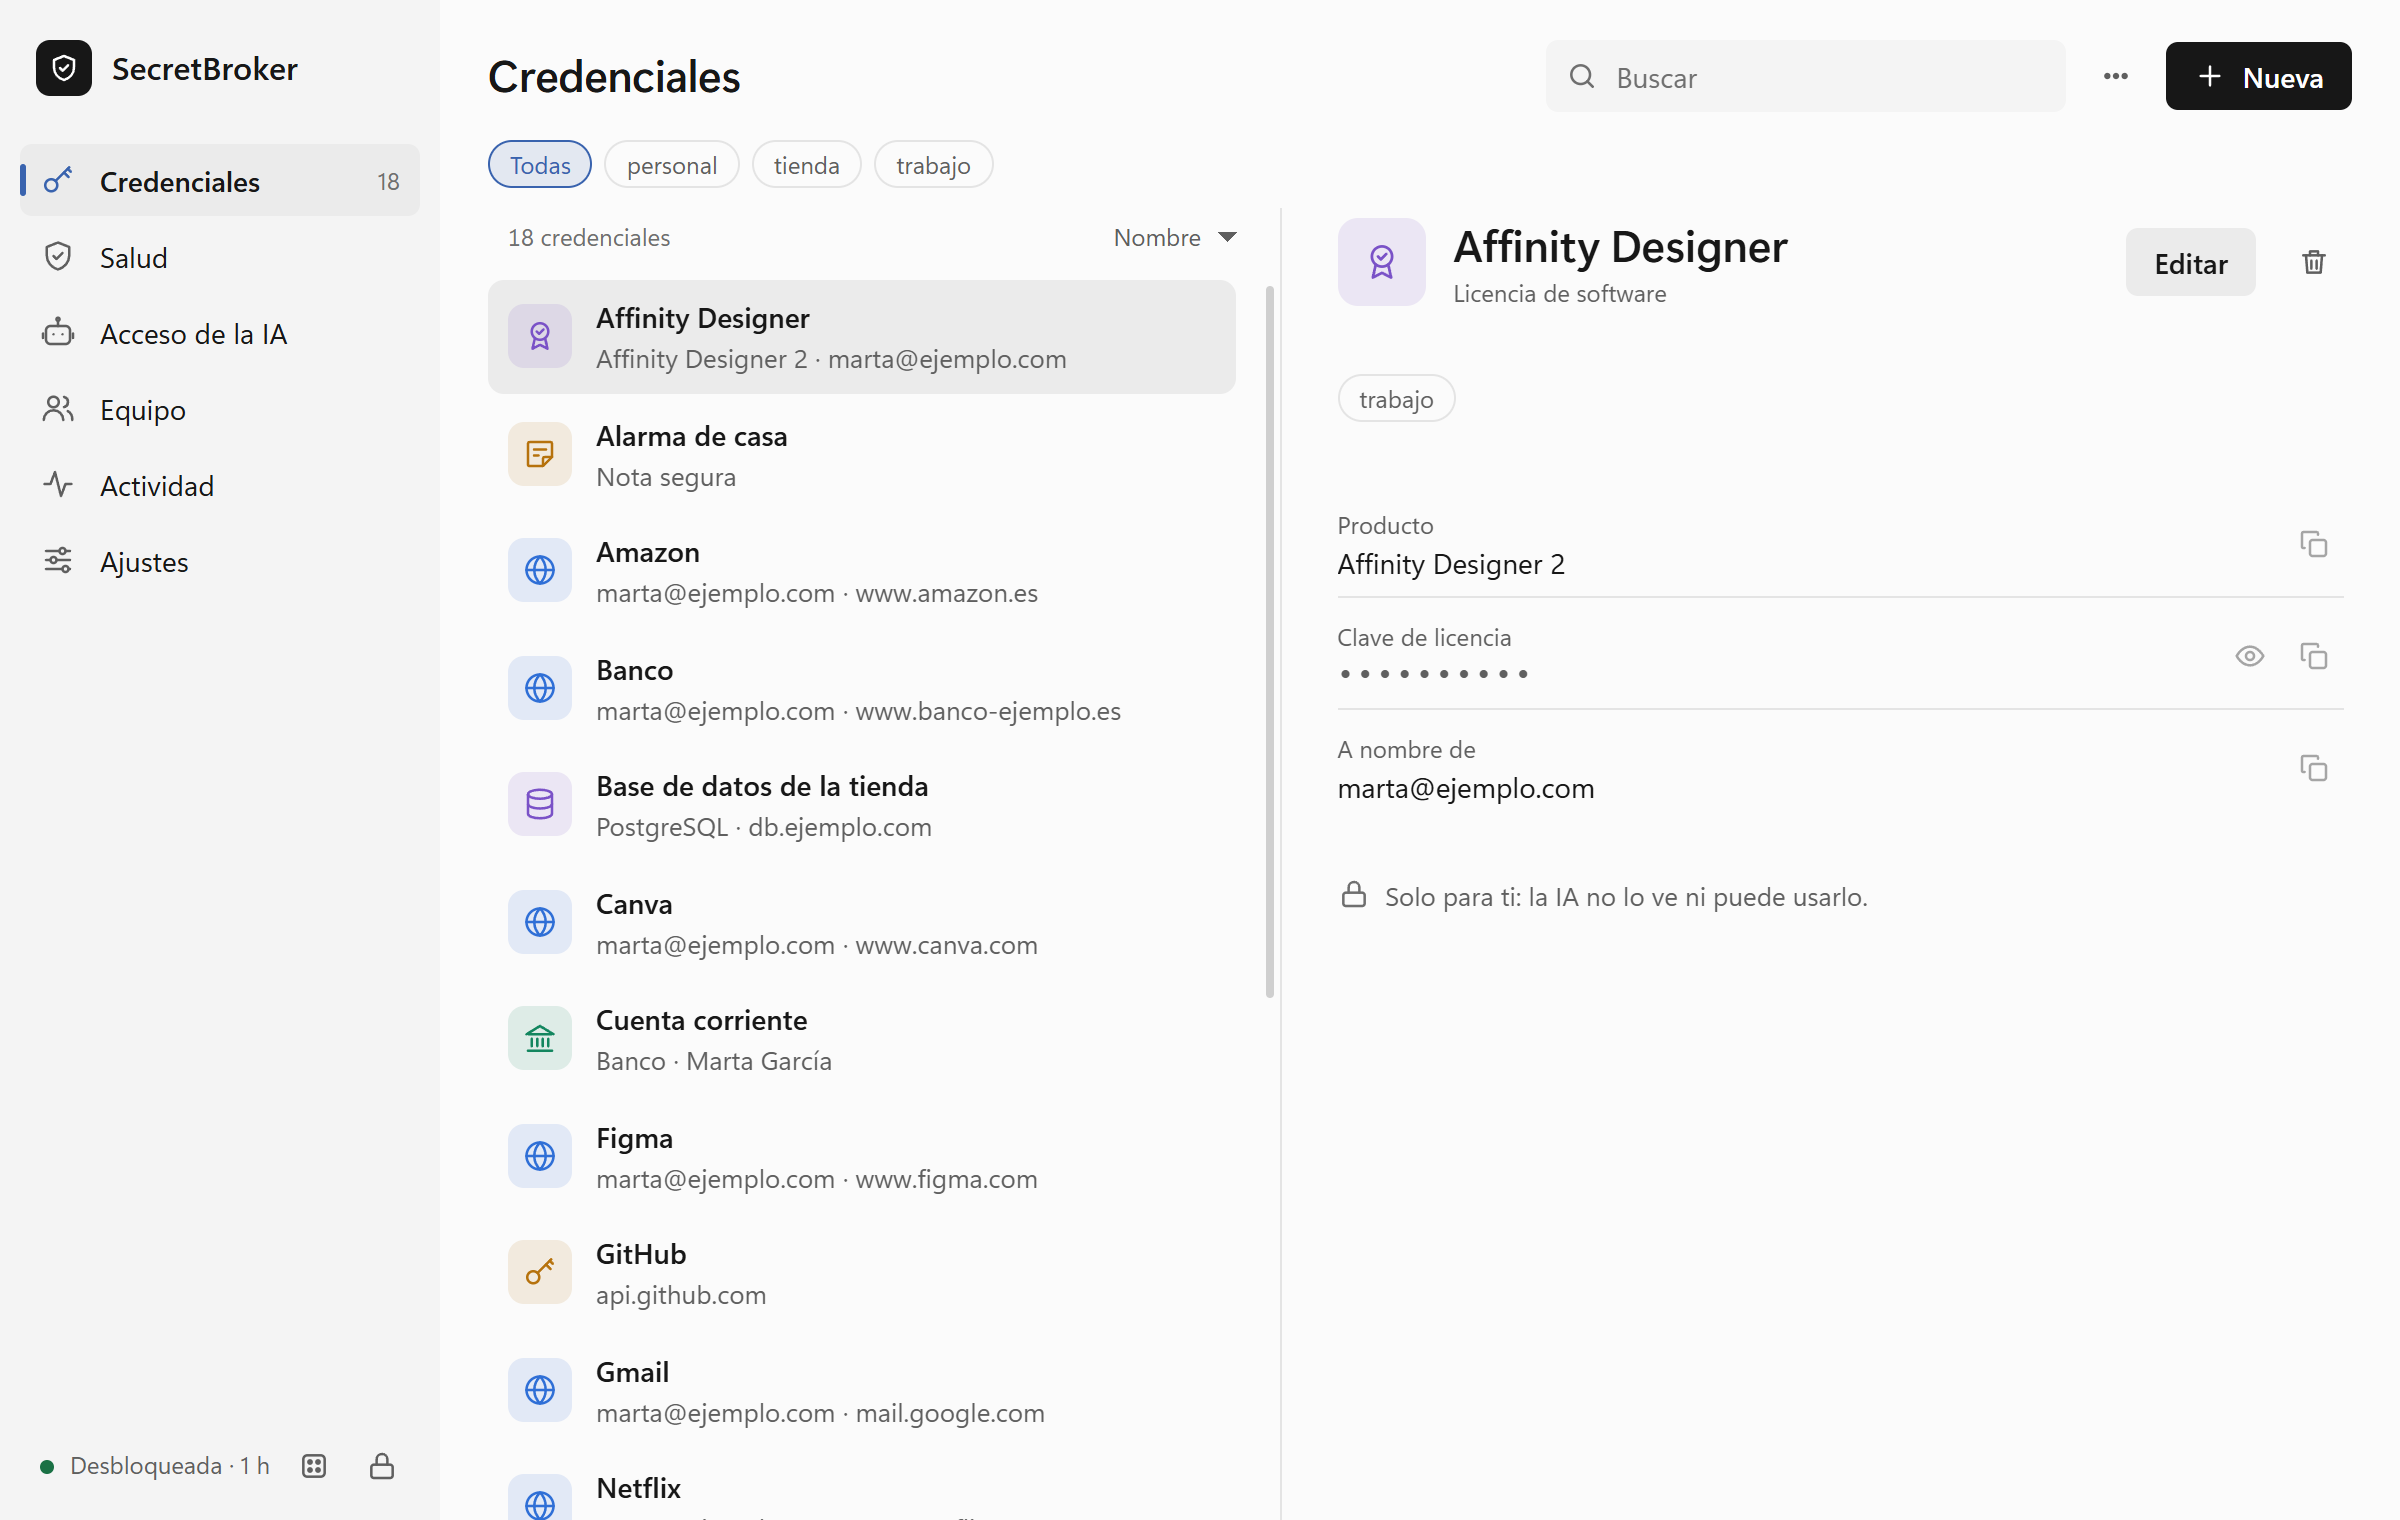 SecretBroker
Credenciales 18
Salud
Acceso de la IA
Equipo
Actividad
Ajustes
Desbloqueada · 1 h
Credenciales
Buscar
Nueva
Todas personal tienda trabajo
18 credenciales Nombre
Affinity Designer
Affinity Designer 2 · marta@ejemplo.com
Alarma de casa
Nota segura
Amazon
marta@ejemplo.com · www.amazon.es
Banco
marta@ejemplo.com · www.banco-ejemplo.es
Base de datos de la tienda
PostgreSQL · db.ejemplo.com
Canva
marta@ejemplo.com · www.canva.com
Cuenta corriente
Banco · Marta García
Figma
marta@ejemplo.com · www.figma.com
GitHub
api.github.com
Gmail
marta@ejemplo.com · mail.google.com
Netflix
Affinity Designer
Licencia de software
Editar
trabajo
Producto
Affinity Designer 2
Clave de licencia
••••••••••
A nombre de
marta@ejemplo.com
Solo para ti: la IA no lo ve ni puede usarlo.